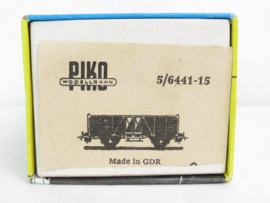 PIKO
MODELLBAHN
5/6441-15
Made in GDR